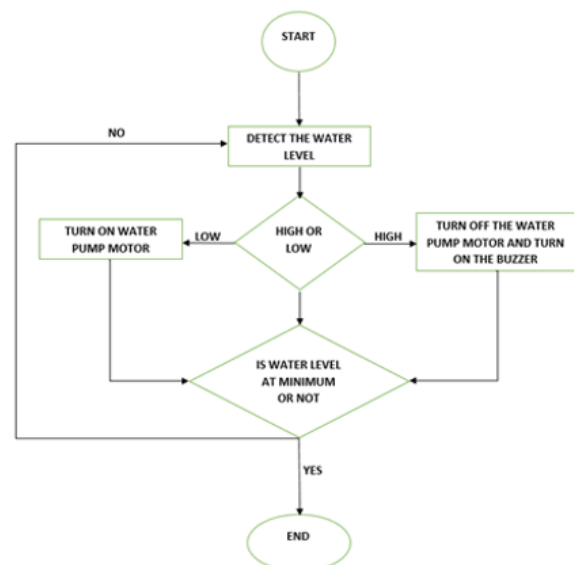 START
NO
DETECT THE WATER
LEVEL
TURN ON WATER
PUMP MOTOR
LOW
HIGH OR
LOW
HIGH
TURN OFF THE WATER
PUMP MOTOR AND TURN
ON THE BUZZER
IS WATER LEVEL
AT MINIMUM
OR NOT
YES
END